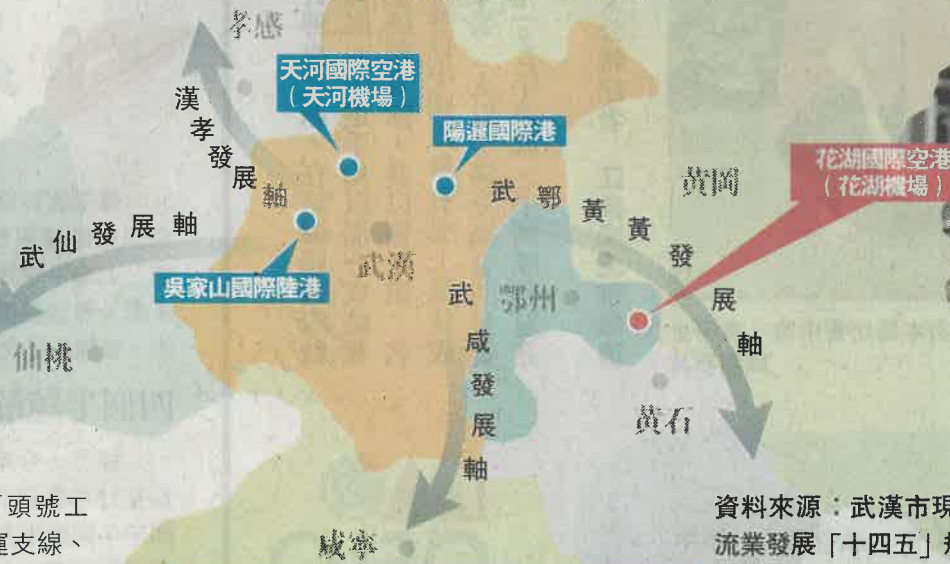 孝感
天河國際空港
（天河機場）
漢孝發展軸
陽邏國際港
花湖國際空港
（花湖機場）
黃岡
武鄂黃黃發展軸
武仙發展軸
武漢
吳家山國際陸港
鄂州
武咸發展軸
仙桃
黃石
咸寧
頭號工
運支線、
資料來源：武漢市現
流業發展「十四五」規